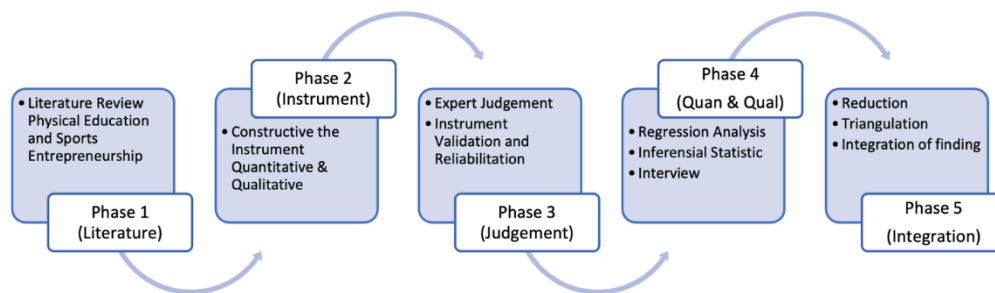 • Literature Review
Physical Education
and Sports
Entrepreneurship
Phase 1
(Literature)
Phase 2
(Instrument)
• Constructive the
Instrument
Quantitative &
Qualitative
• Expert Judgement
• Instrument
Validation and
Reliabilitation
Phase 3
(Judgement)
Phase 4
(Quan & Qual)
• Regression Analysis
• Inferensial Statistic
• Interview
• Reduction
• Triangulation
• Integration of finding
Phase 5
(Integration)